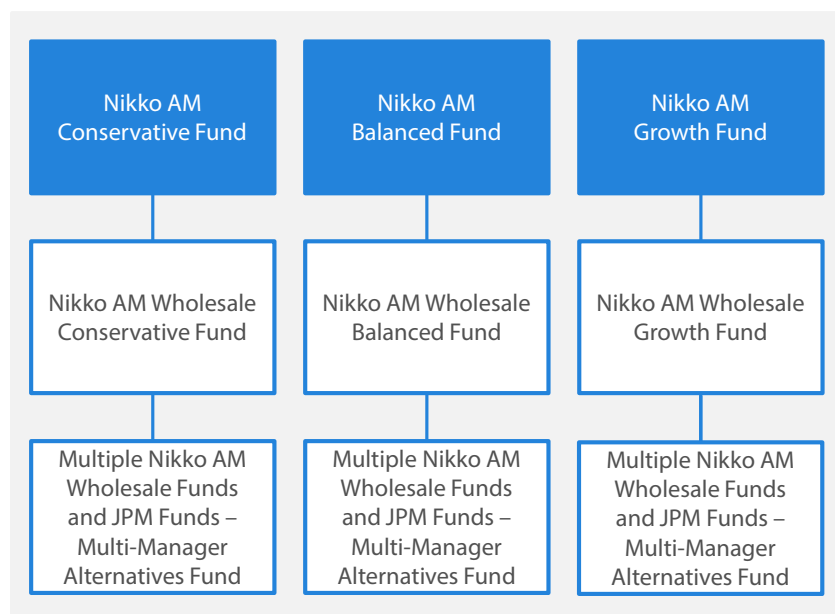 Nikko AM
Conservative Fund
Nikko AM
Balanced Fund
Nikko AM
Growth Fund
Nikko AM Wholesale
Conservative Fund
Nikko AM Wholesale
Balanced Fund
Nikko AM Wholesale
Growth Fund
Multiple Nikko AM
Wholesale Funds
and JPM Funds –
Multi-Manager
Alternatives Fund
Multiple Nikko AM
Wholesale Funds
and JPM Funds –
Multi-Manager
Alternatives Fund
Multiple Nikko AM
Wholesale Funds
and JPM Funds –
Multi-Manager
Alternatives Fund